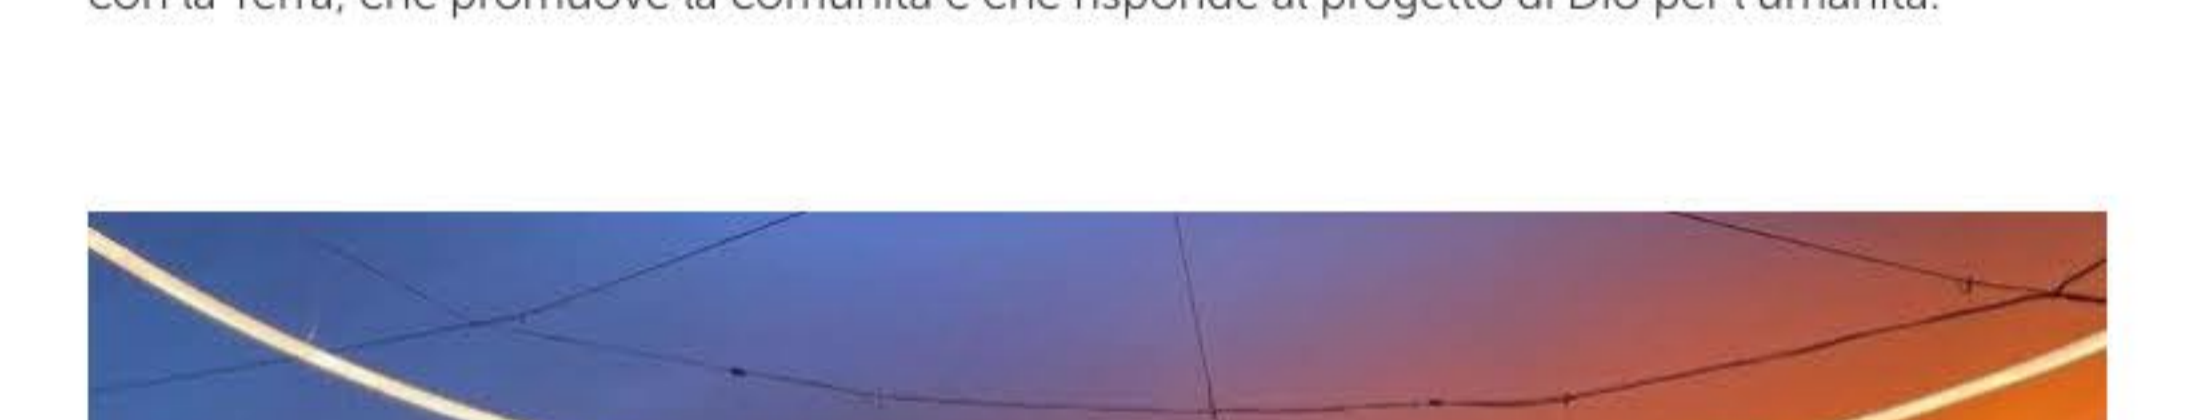 con la Terra, che promuove la comunità e che risponde al progetto di Dio per l'umanità.